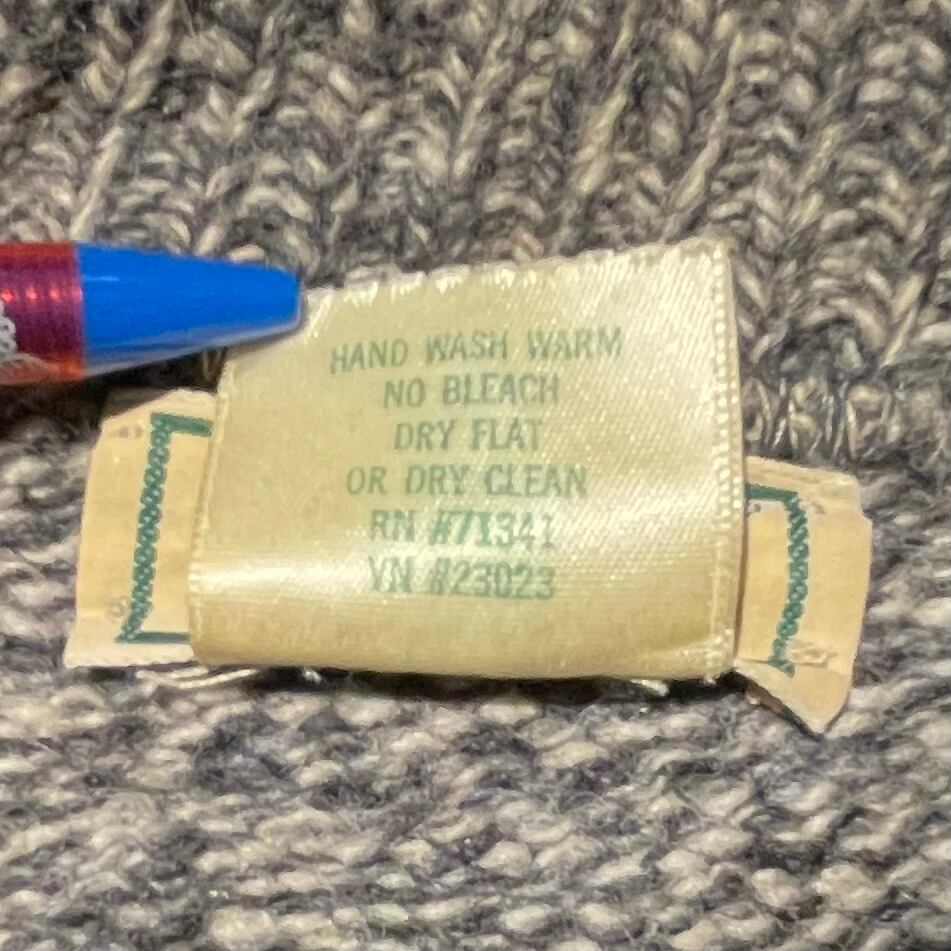 HAND WASH WARM
NO BLEACH
DRY FLAT
OR DRY CLEAN
RN #71341
VN #23023